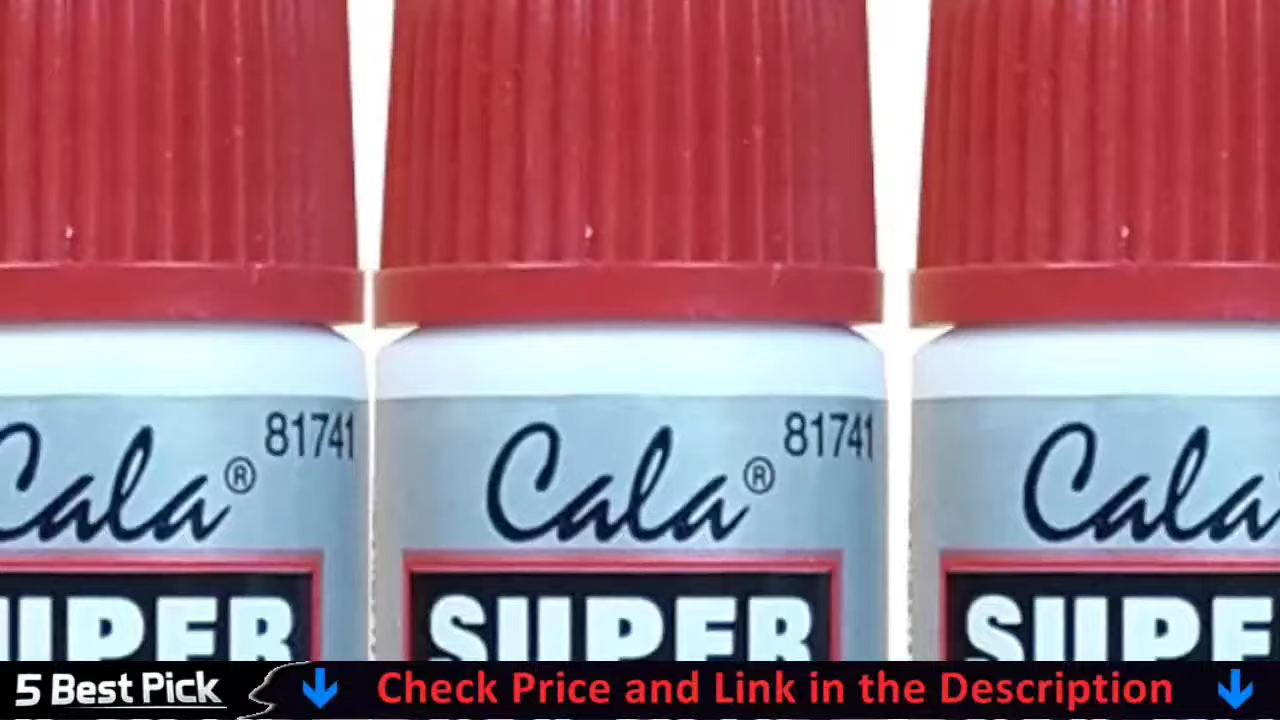 81741 81741
Cala® Cala® Cala
SUPER SUPER SUPE
5 Best Pick Check Price and Link in the Description